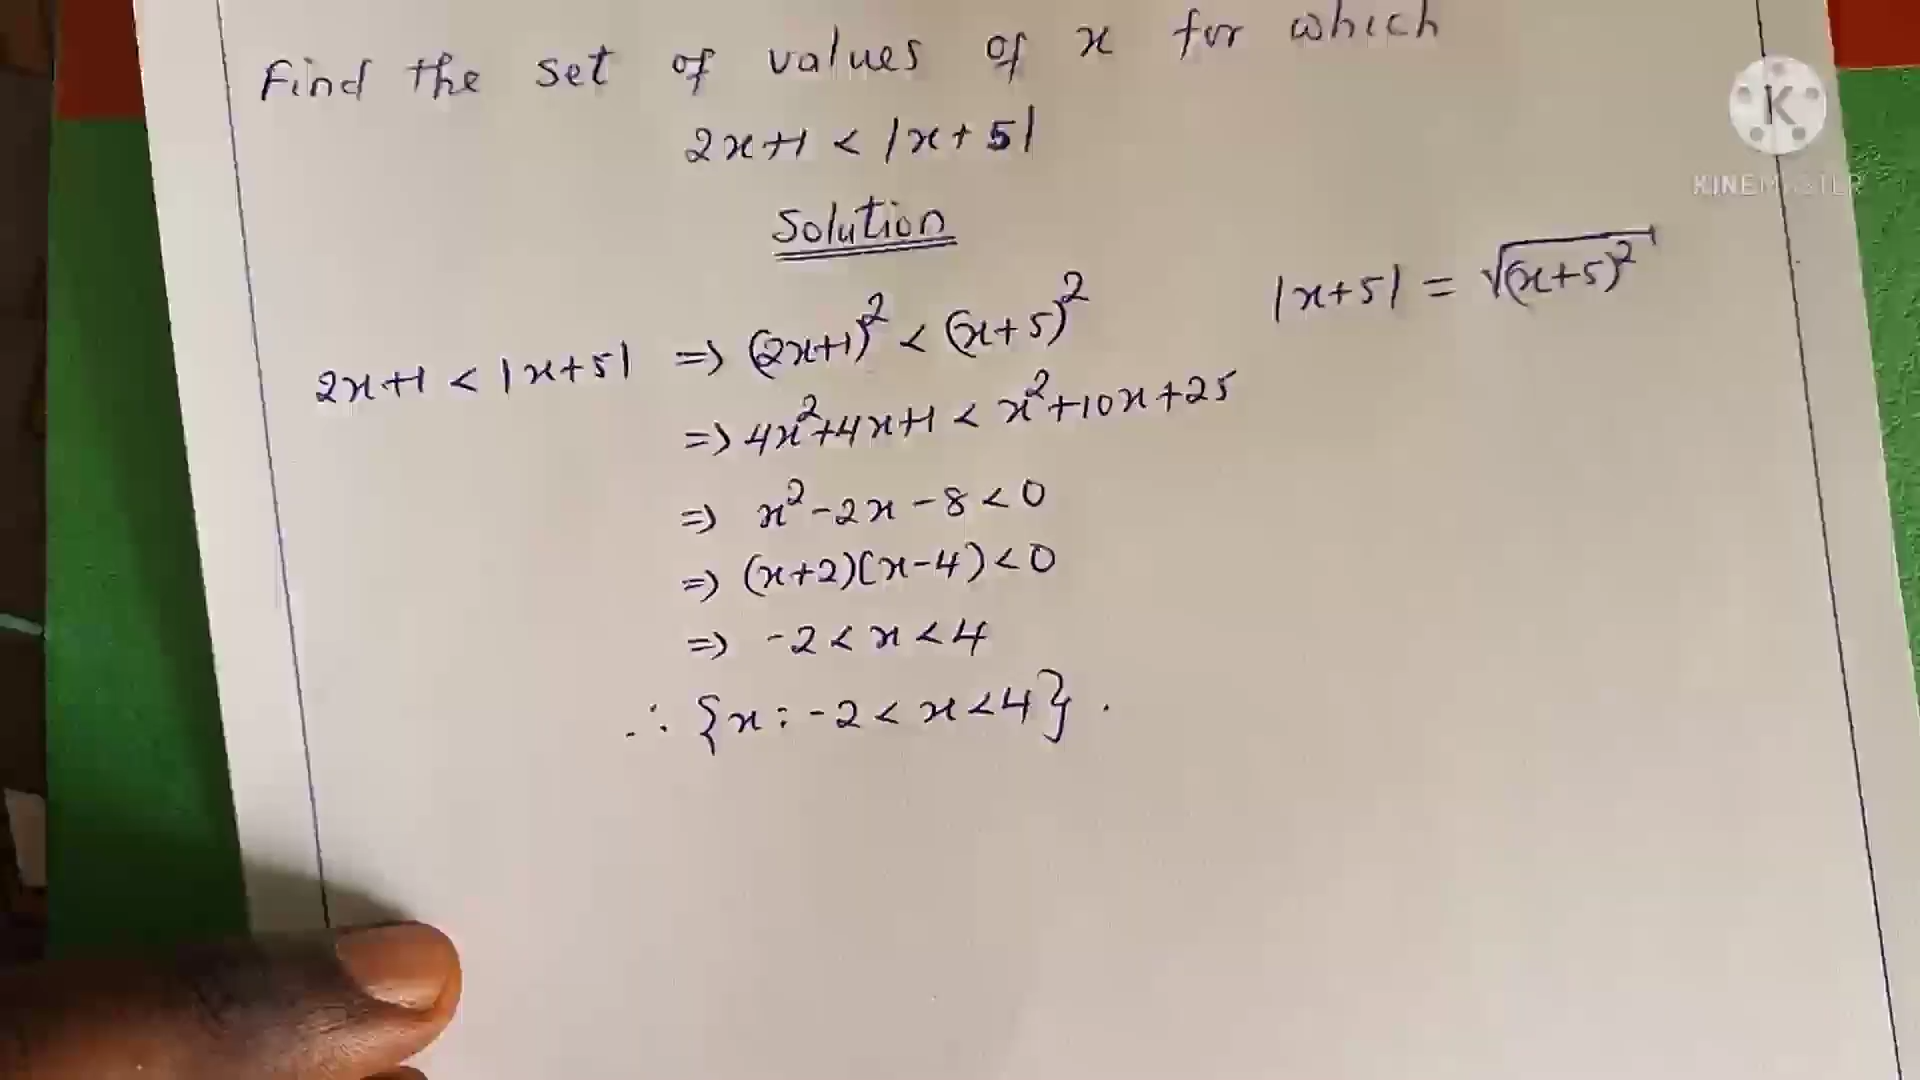 Find the set of values of x for which
2x+1 < |x+5|
Solution
|x+5| = √(x+5)²
2x+1 < |x+5| => (2x+1)² < (x+5)²
=> 4x²+4x+1 < x²+10x+25
=> x²-2x-8<0
=> (x+2)(x-4)<0
=> -2<x<4
∴ {x:-2<x<4}.
K
KINEMASTER